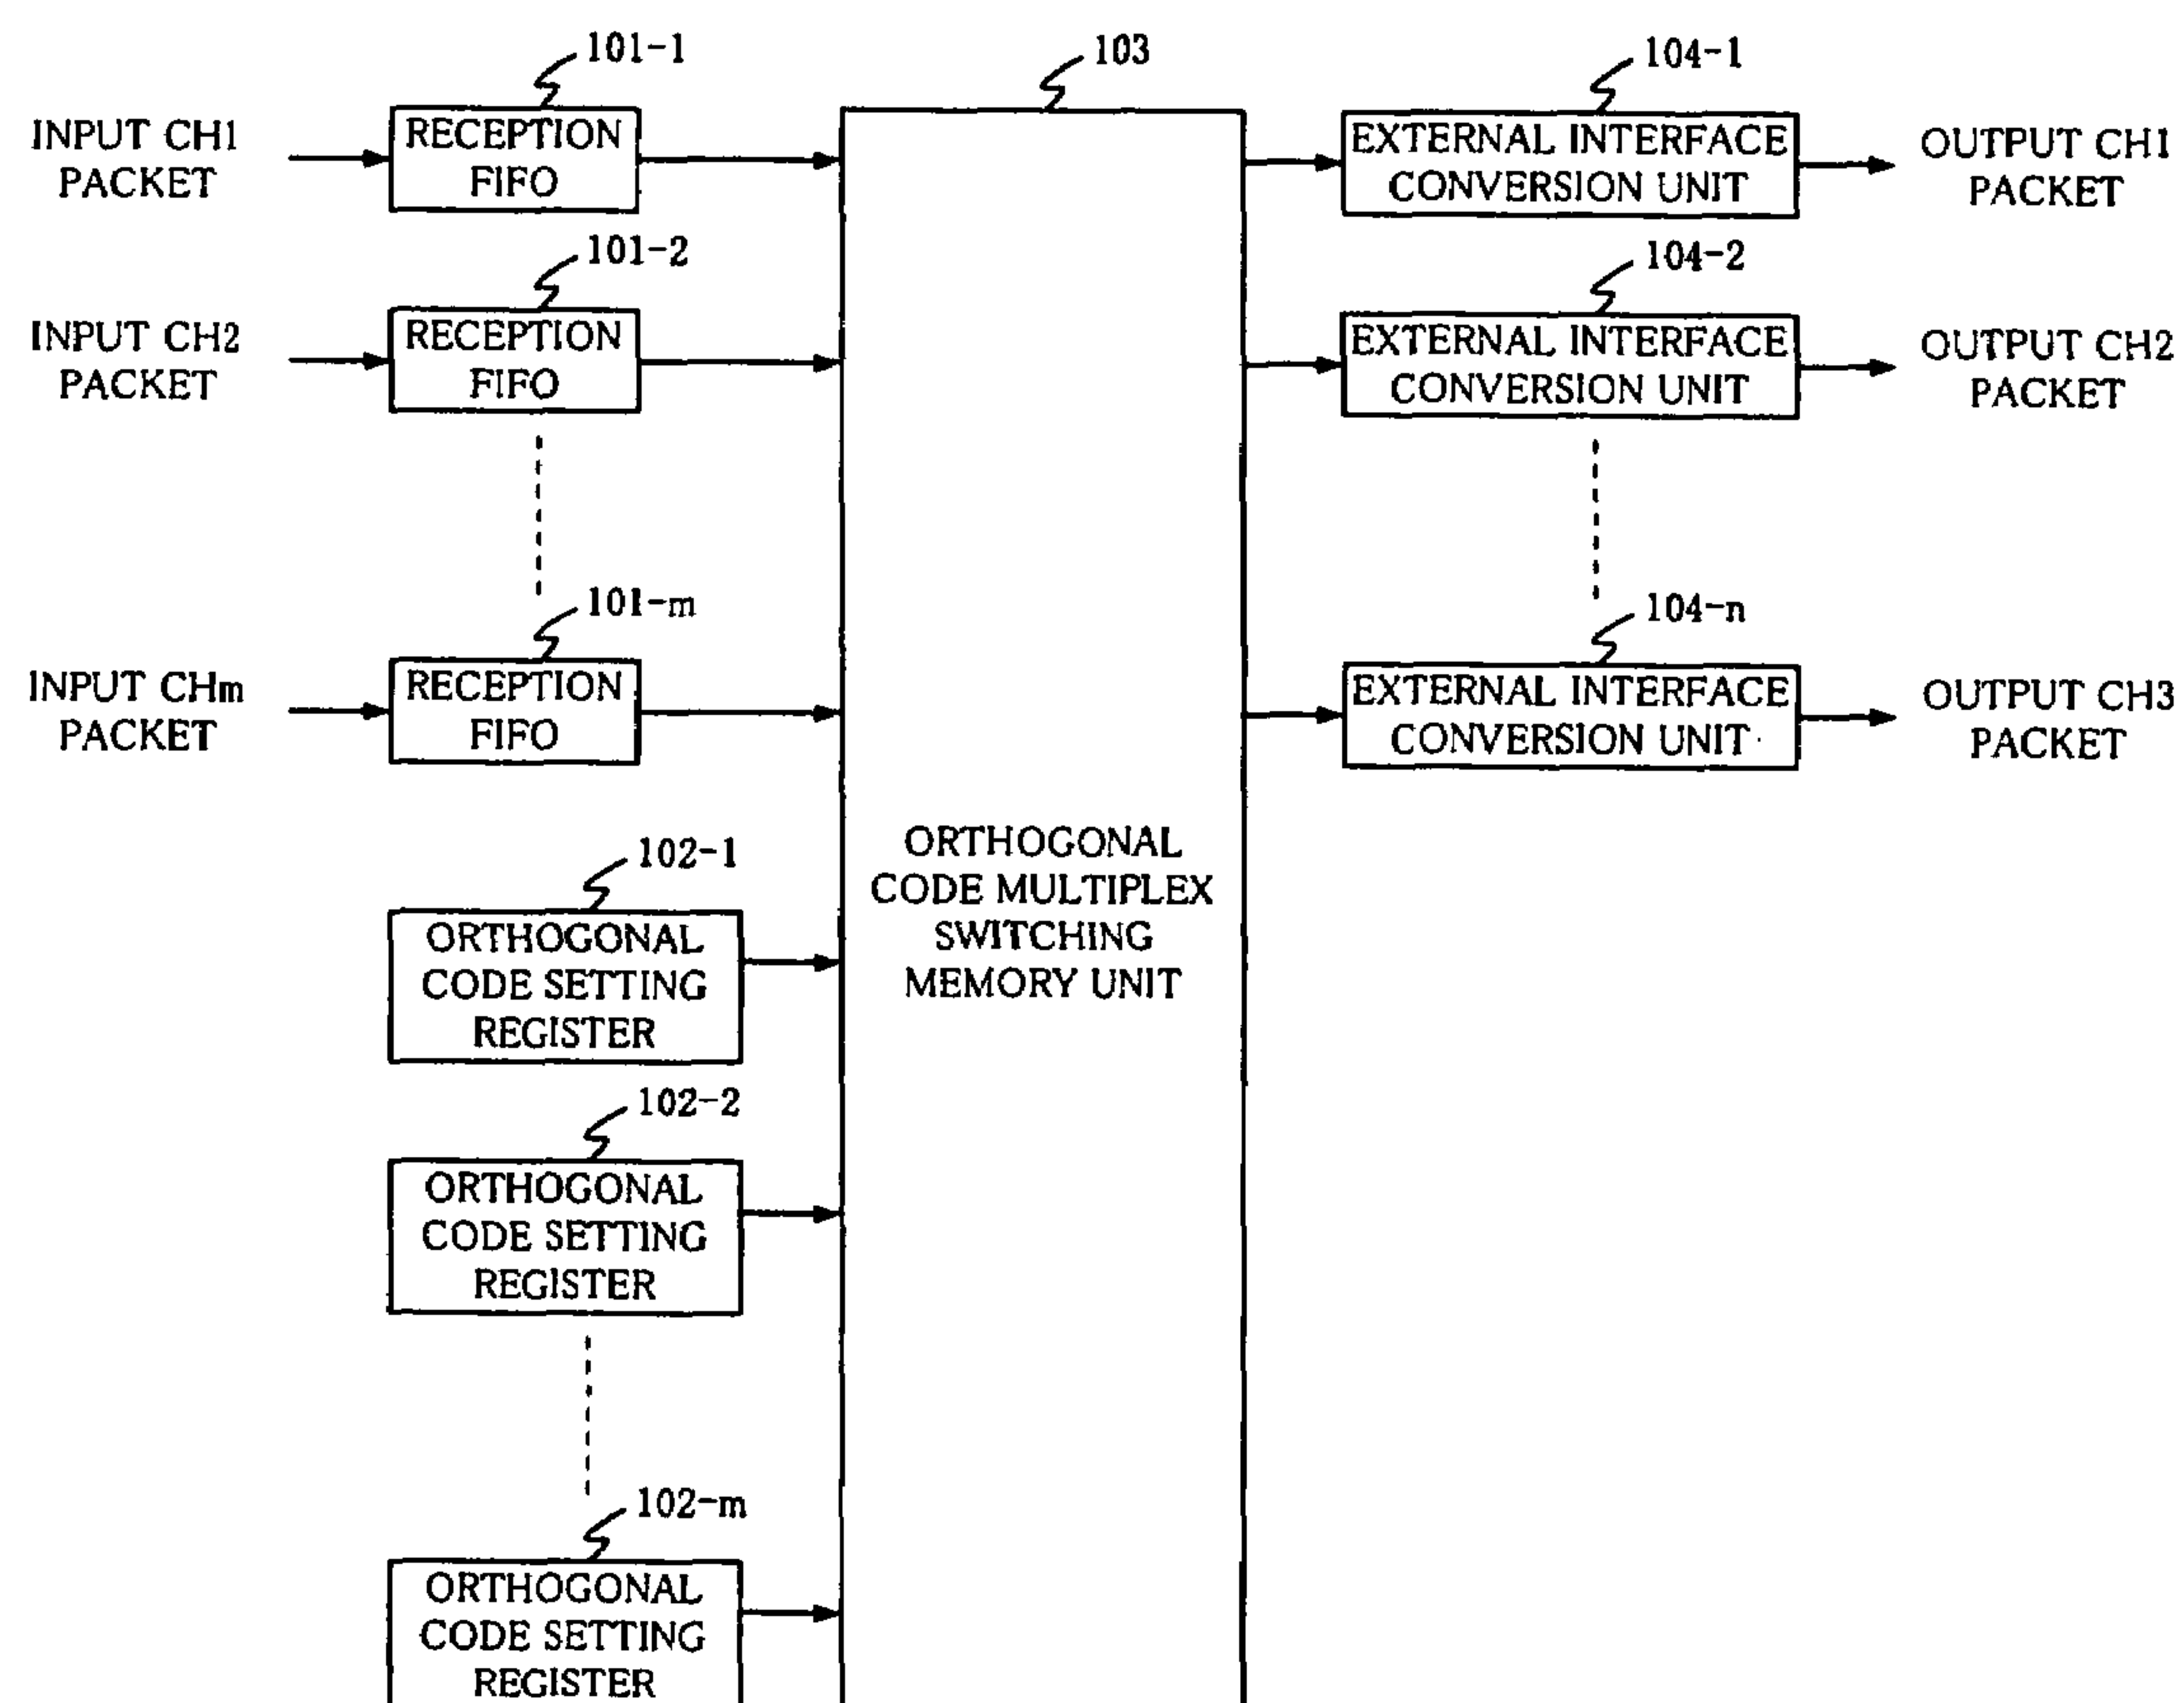 101-1
103
104-1
INPUT CH1
PACKET
RECEPTION
FIFO
EXTERNAL INTERFACE
CONVERSION UNIT
OUTPUT CH1
PACKET
101-2
104-2
INPUT CH2
PACKET
RECEPTION
FIFO
EXTERNAL INTERFACE
CONVERSION UNIT
OUTPUT CH2
PACKET
101-m
104-n
INPUT CHm
PACKET
RECEPTION
FIFO
EXTERNAL INTERFACE
CONVERSION UNIT
OUTPUT CH3
PACKET
ORTHOGONAL
CODE MULTIPLEX
SWITCHING
MEMORY UNIT
102-1
ORTHOGONAL
CODE SETTING
REGISTER
102-2
ORTHOGONAL
CODE SETTING
REGISTER
102-m
ORTHOGONAL
CODE SETTING
REGISTER